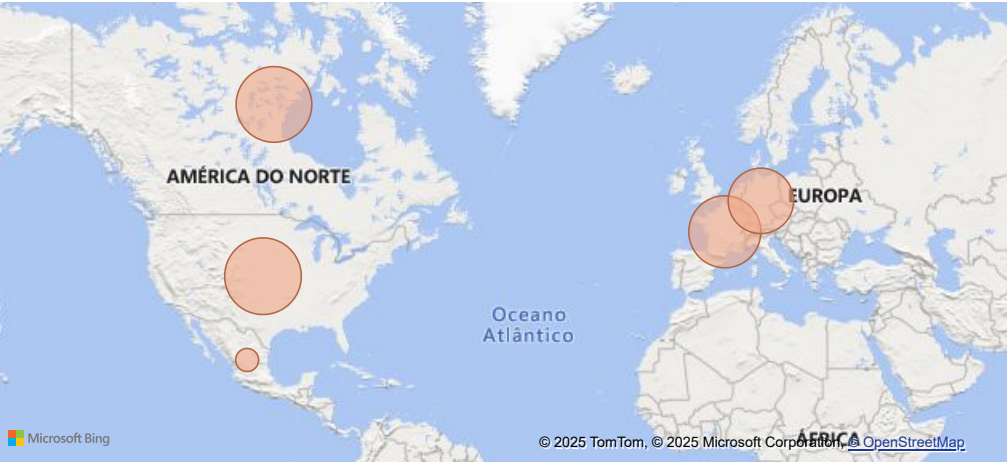 AMÉRICA DO NORTE
EUROPA
Oceano
Atlântico
ÁFRICA
Microsoft Bing
© 2025 TomTom, © 2025 Microsoft Corporation, © OpenStreetMap